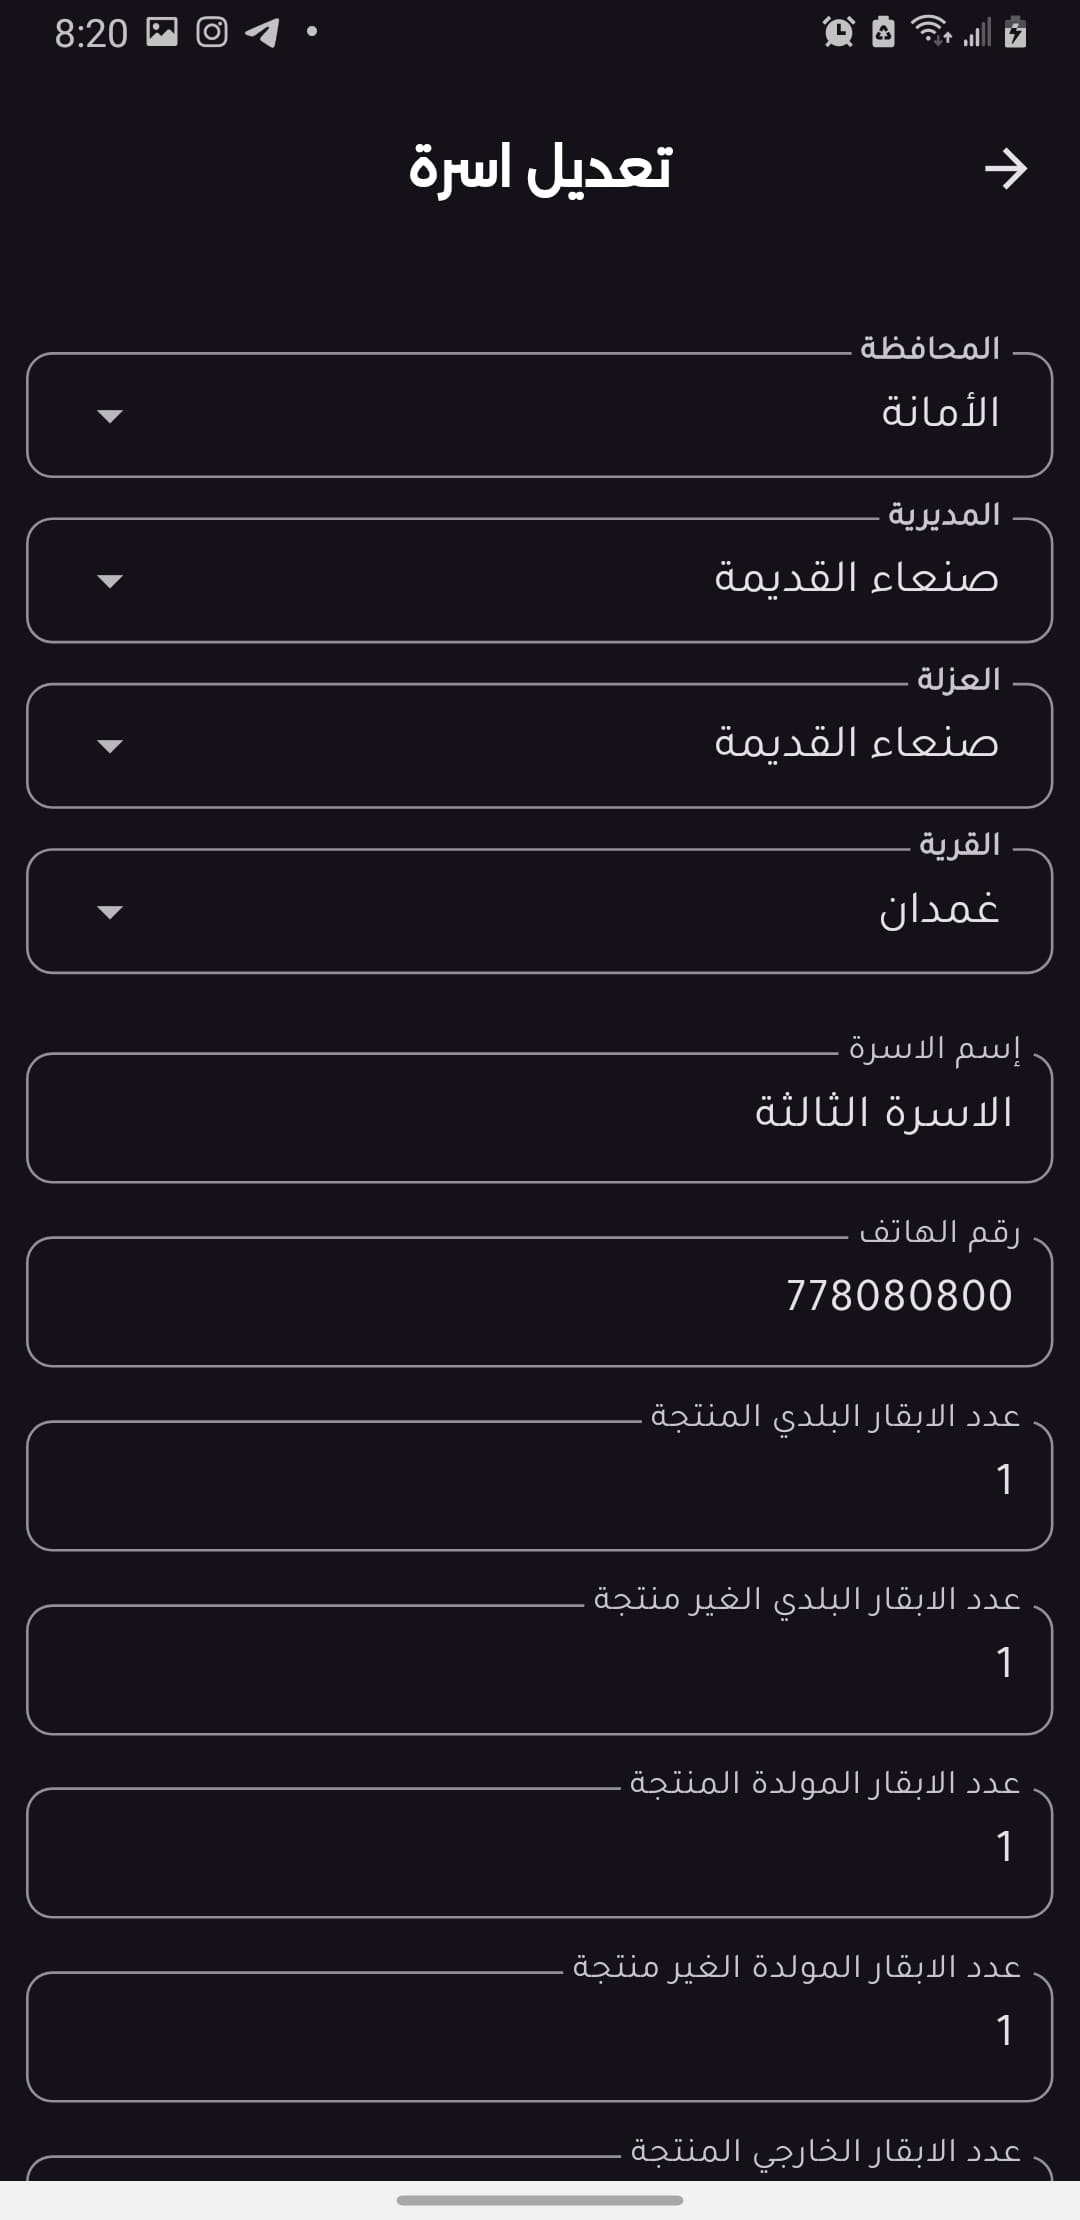 8:20
تعديل اسرة
المحافظة
الأمانة
المديرية
صنعاء القديمة
العزلة
صنعاء القديمة
القرية
غمدان
إسم الاسرة
الاسرة الثالثة
رقم الهاتف
778080800
عدد الابقار البلدي المنتجة
1
عدد الابقار البلدي الغير منتجة
1
عدد الابقار المولدة المنتجة
1
عدد الابقار المولدة الغير منتجة
1
عدد الابقار الخارجي المنتجة